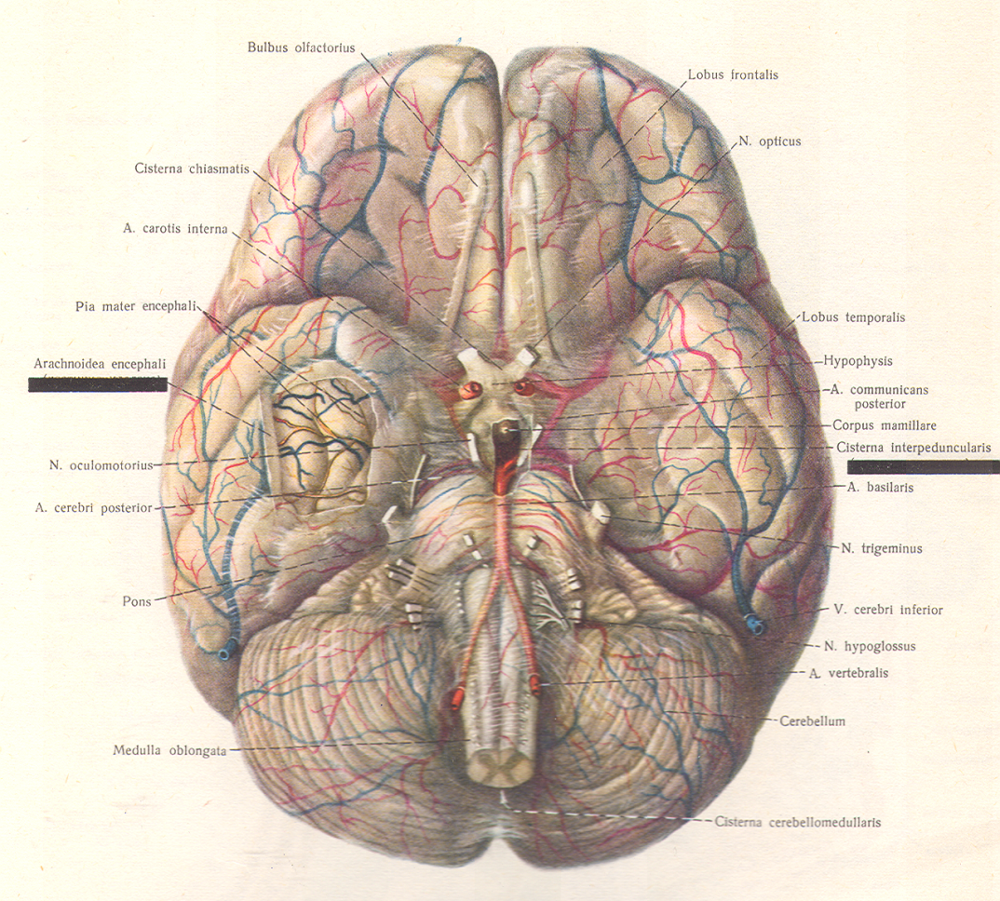 Bulbus olfactorius
Lobus frontalis
N. opticus
Cisterna chiasmatis
A. carotis interna
Pia mater encephali
Lobus temporalis
Arachnoidea encephali
Hypophysis
A. communicans
posterior
Corpus mamillare
Cisterna interpeduncularis
N. oculomotorius
A. basilaris
A. cerebri posterior
N. trigeminus
Pons
V. cerebri inferior
N. hypoglossus
A. vertebralis
Cerebellum
Medulla oblongata
Cisterna cerebellomedullaris